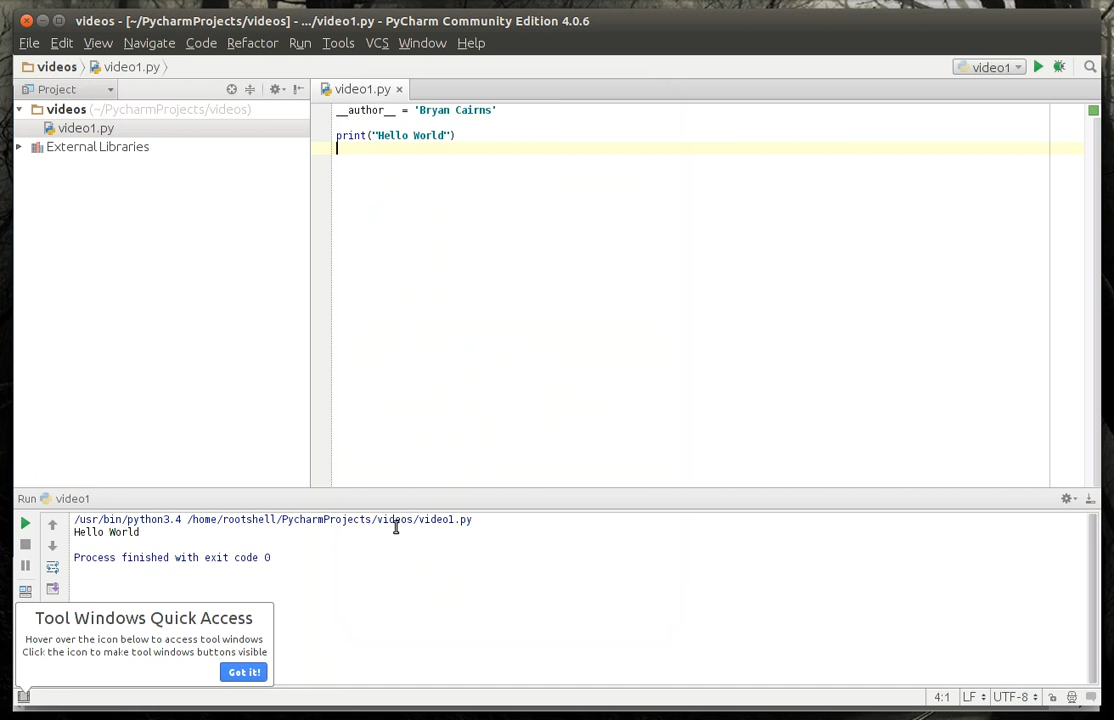 videos - [~/PycharmProjects/videos] - .../video1.py - PyCharm Community Edition 4.0.6
File Edit View Navigate Code Refactor Run Tools VCS Window Help
videos video1.py video1
Project video1.py
videos (~/PycharmProjects/videos)
video1.py
External Libraries
__author__ = 'Bryan Cairns'
print("Hello World")
Run video1
/usr/bin/python3.4 /home/rootshell/PycharmProjects/videos/video1.py
Hello World
Process finished with exit code 0
Tool Windows Quick Access
Hover over the icon below to access tool windows
Click the icon to make tool windows buttons visible
Got it!
4:1 LF UTF-8